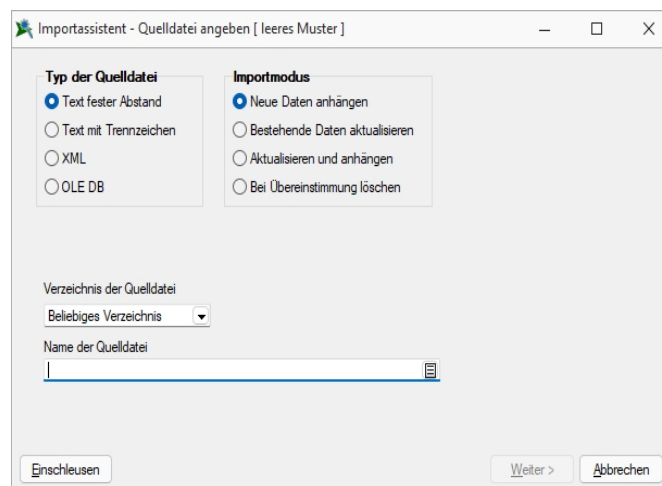 Importassistent - Quelldatei angeben [ leeres Muster ]
Typ der Quelldatei
Text fester Abstand
Text mit Trennzeichen
XML
OLE DB
Importmodus
Neue Daten anhängen
Bestehende Daten aktualisieren
Aktualisieren und anhängen
Bei Übereinstimmung löschen
Verzeichnis der Quelldatei
Beliebiges Verzeichnis
Name der Quelldatei
Einschleusen
Weiter >
Abbrechen